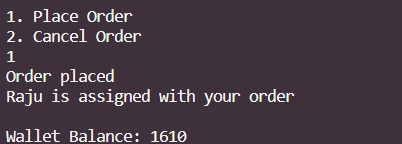 1. Place Order
2. Cancel Order
1
Order placed
Raju is assigned with your order
Wallet Balance: 1610